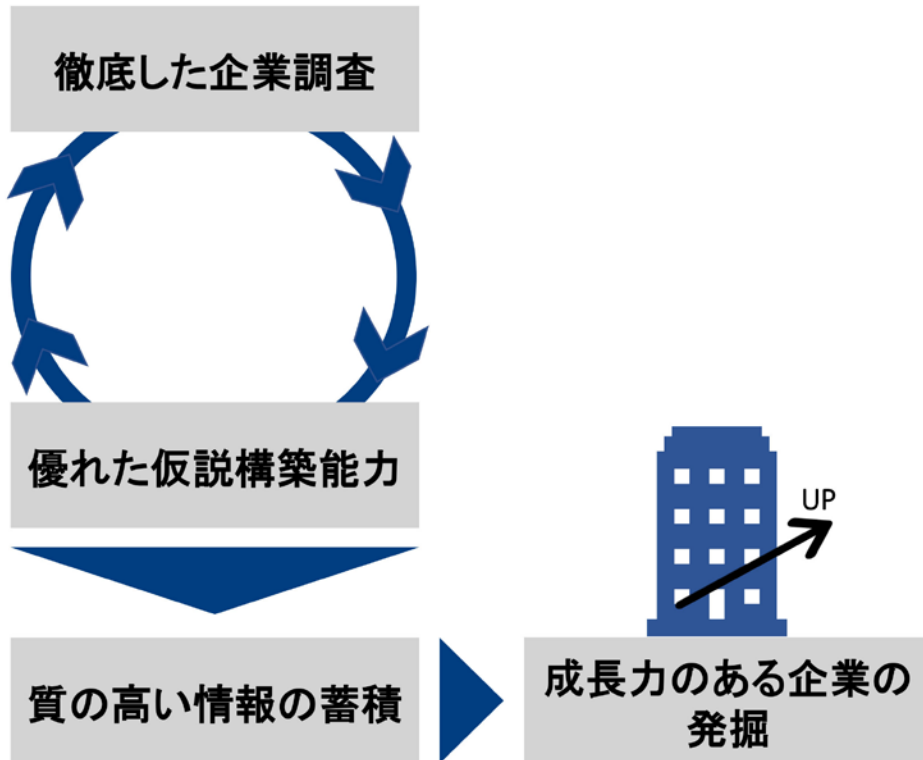 徹底した企業調査
優れた仮説構築能力
UP
質の高い情報の蓄積
成長力のある企業の
発掘